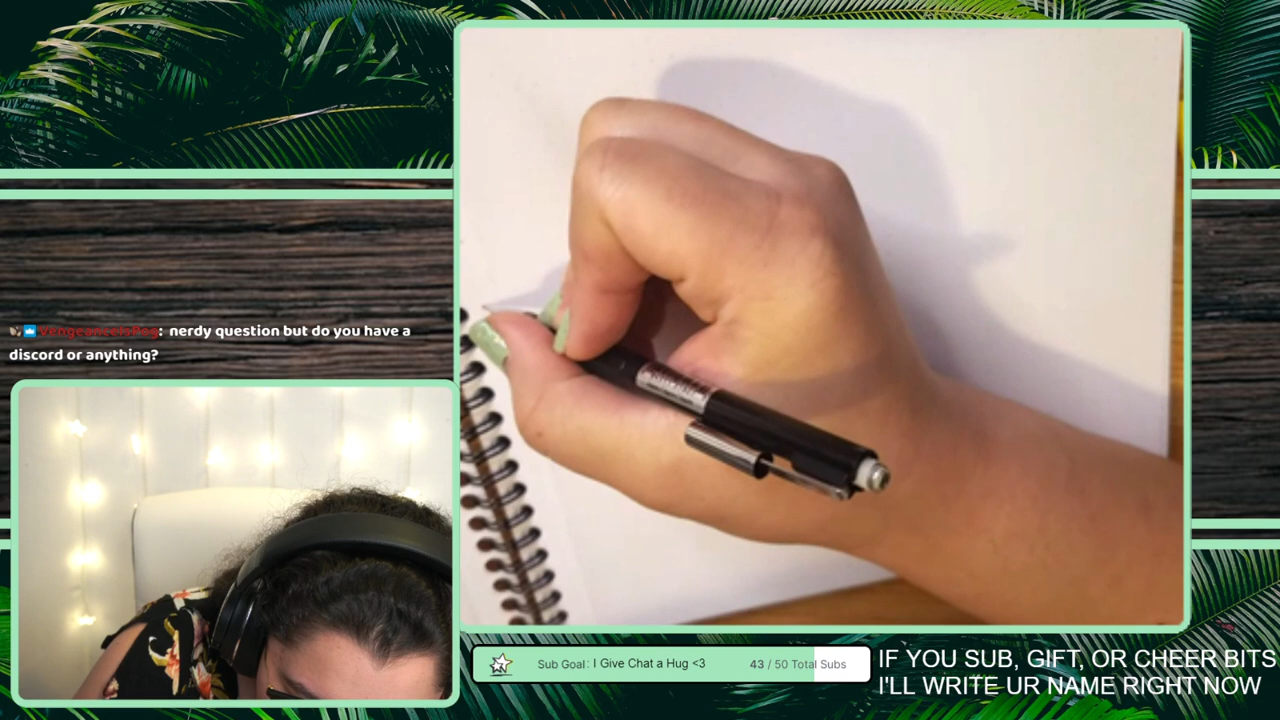 VengeanceIsReg: nerdy question but do you have a
discord or anything?
Sub Goal: I Give Chat a Hug <3 43 / 50 Total Subs
IF YOU SUB, GIFT, OR CHEER BITS
I'LL WRITE UR NAME RIGHT NOW